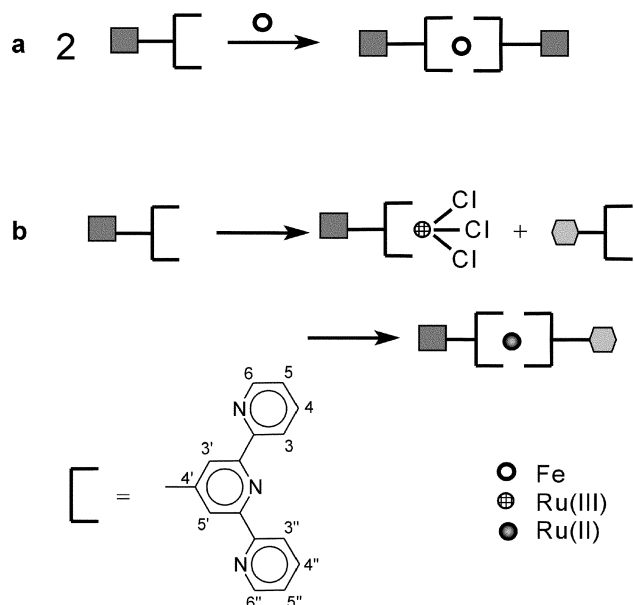 a 2
b
Cl
Cl
Cl
+
6 5
N 4
3' 3
4' N
5' 3''
= N 4''
6'' 5''
Fe
Ru(III)
Ru(II)